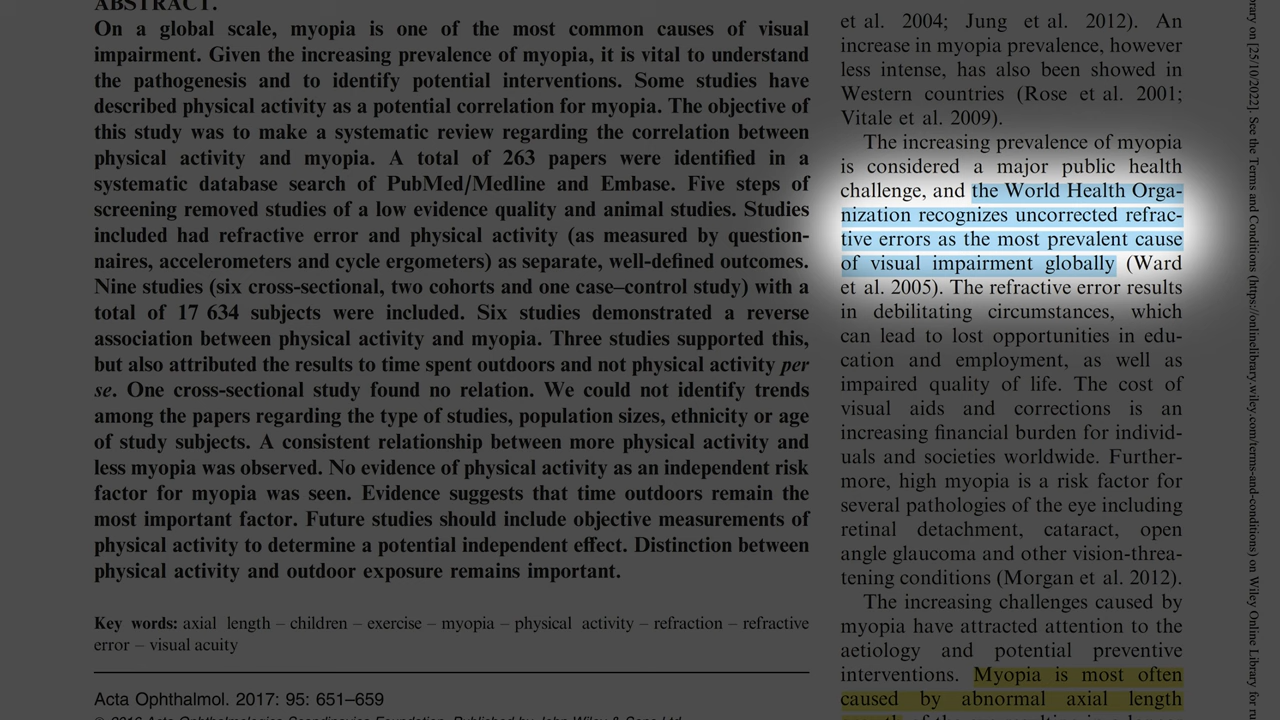 ABSTRACT.
On a global scale, myopia is one of the most common causes of visual
impairment. Given the increasing prevalence of myopia, it is vital to understand
the pathogenesis and to identify potential interventions. Some studies have
described physical activity as a potential correlation for myopia. The objective of
this study was to make a systematic review regarding the correlation between
physical activity and myopia. A total of 263 papers were identified in a
systematic database search of PubMed/Medline and Embase. Five steps of
screening removed studies of a low evidence quality and animal studies. Studies
included had refractive error and physical activity (as measured by question-
naires, accelerometers and cycle ergometers) as separate, well-defined outcomes.
Nine studies (six cross-sectional, two cohorts and one case–control study) with a
total of 17 634 subjects were included. Six studies demonstrated a reverse
association between physical activity and myopia. Three studies supported this,
but also attributed the results to time spent outdoors and not physical activity per
se. One cross-sectional study found no relation. We could not identify trends
among the papers regarding the type of studies, population sizes, ethnicity or age
of study subjects. A consistent relationship between more physical activity and
less myopia was observed. No evidence of physical activity as an independent risk
factor for myopia was seen. Evidence suggests that time outdoors remain the
most important factor. Future studies should include objective measurements of
physical activity to determine a potential independent effect. Distinction between
physical activity and outdoor exposure remains important.
Key words: axial length – children – exercise – myopia – physical activity – refraction – refractive
error – visual acuity
Acta Ophthalmol. 2017: 95: 651–659
© 2016 Acta Ophthalmologica Scandinavica Foundation. Published by John Wiley & Sons Ltd
et al. 2004; Jung et al. 2012). An
increase in myopia prevalence, however
less intense, has also been showed in
Western countries (Rose et al. 2001;
Vitale et al. 2009).
The increasing prevalence of myopia
is considered a major public health
challenge, and the World Health Orga-
nization recognizes uncorrected refrac-
tive errors as the most prevalent cause
of visual impairment globally (Ward
et al. 2005). The refractive error results
in debilitating circumstances, which
can lead to lost opportunities in edu-
cation and employment, as well as
impaired quality of life. The cost of
visual aids and corrections is an
increasing financial burden for individ-
uals and societies worldwide. Further-
more, high myopia is a risk factor for
several pathologies of the eye including
retinal detachment, cataract, open
angle glaucoma and other vision-threa-
tening conditions (Morgan et al. 2012).
The increasing challenges caused by
myopia have attracted attention to the
aetiology and potential preventive
interventions. Myopia is most often
caused by abnormal axial length
rary on [25/10/2022]. See the Terms and Conditions (https://onlinelibrary.wiley.com/terms-and-conditions) on Wiley Online Library for ru